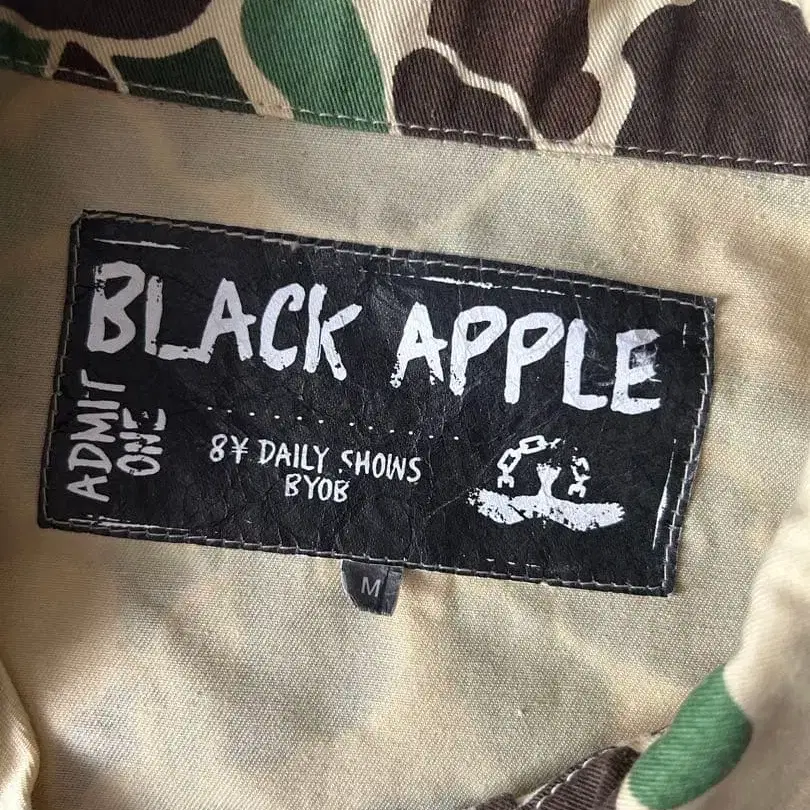 BLACK APPLE
ADMIT
ONE
8¥ DAILY SHOWS
BYOB
M